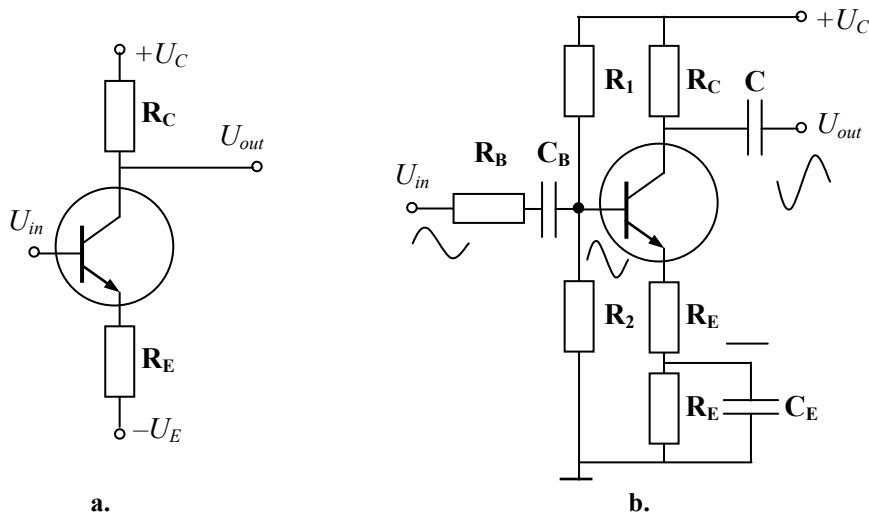 +U_C
R_C
U_out
U_in
R_E
–U_E
a.
+U_C
R_1
R_C
C
U_out
R_B
C_B
U_in
R_2
R_E
R_E
C_E
b.